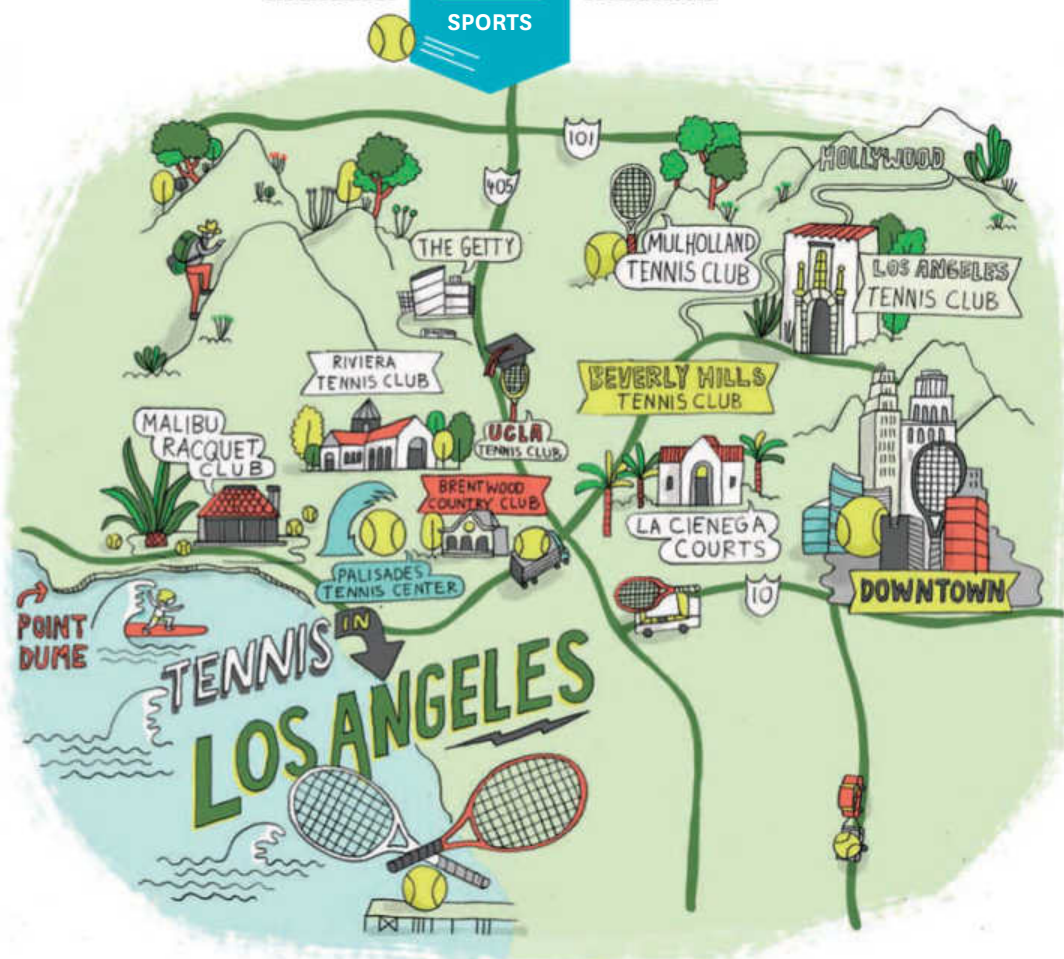 SPORTS
101
HOLLYWOOD
405
MULHOLLAND
TENNIS CLUB
THE GETTY
LOS ANGELES
TENNIS CLUB
RIVIERA
TENNIS CLUB
BEVERLY HILLS
TENNIS CLUB
MALIBU
RACQUET
CLUB
UCLA
TENNIS CLUB
BRENTWOOD
COUNTRY CLUB
LA CIENEGA
COURTS
PALISADES
TENNIS CENTER
10
DOWNTOWN
POINT
DUME
TENNIS IN
LOS ANGELES